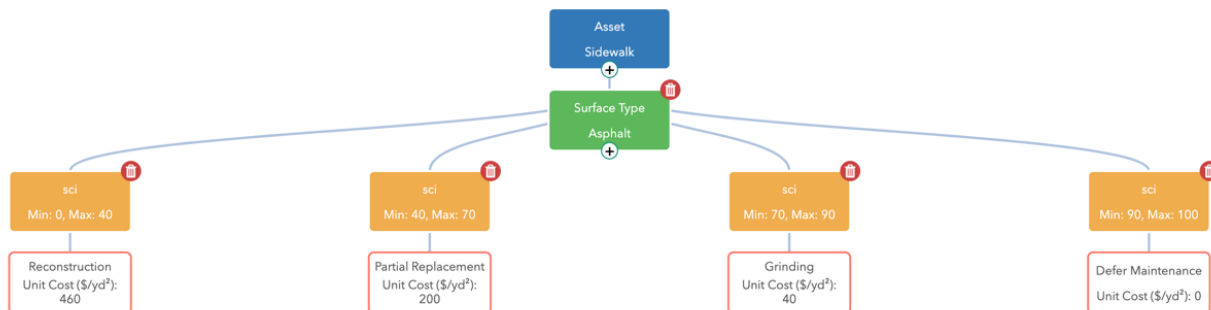 Asset
Sidewalk
Surface Type
Asphalt
sci
Min: 0, Max: 40
sci
Min: 40, Max: 70
sci
Min: 70, Max: 90
sci
Min: 90, Max: 100
Reconstruction
Unit Cost ($/yd²):
460
Partial Replacement
Unit Cost ($/yd²):
200
Grinding
Unit Cost ($/yd²):
40
Defer Maintenance
Unit Cost ($/yd²): 0